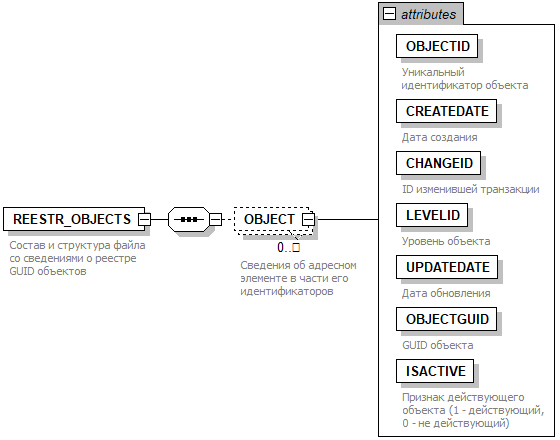 attributes
OBJECTID
Уникальный
идентификатор объекта
CREATEDATE
Дата создания
CHANGEID
ID изменившей транзакции
LEVELID
Уровень объекта
UPDATEDATE
Дата обновления
OBJECTGUID
GUID объекта
ISACTIVE
Признак действующего
объекта (1 - действующий,
0 - не действующий)
REESTR_OBJECTS
Состав и структура файла
со сведениями о реестре
GUID объектов
OBJECT
0..□
Сведения об адресном
элементе в части его
идентификаторов